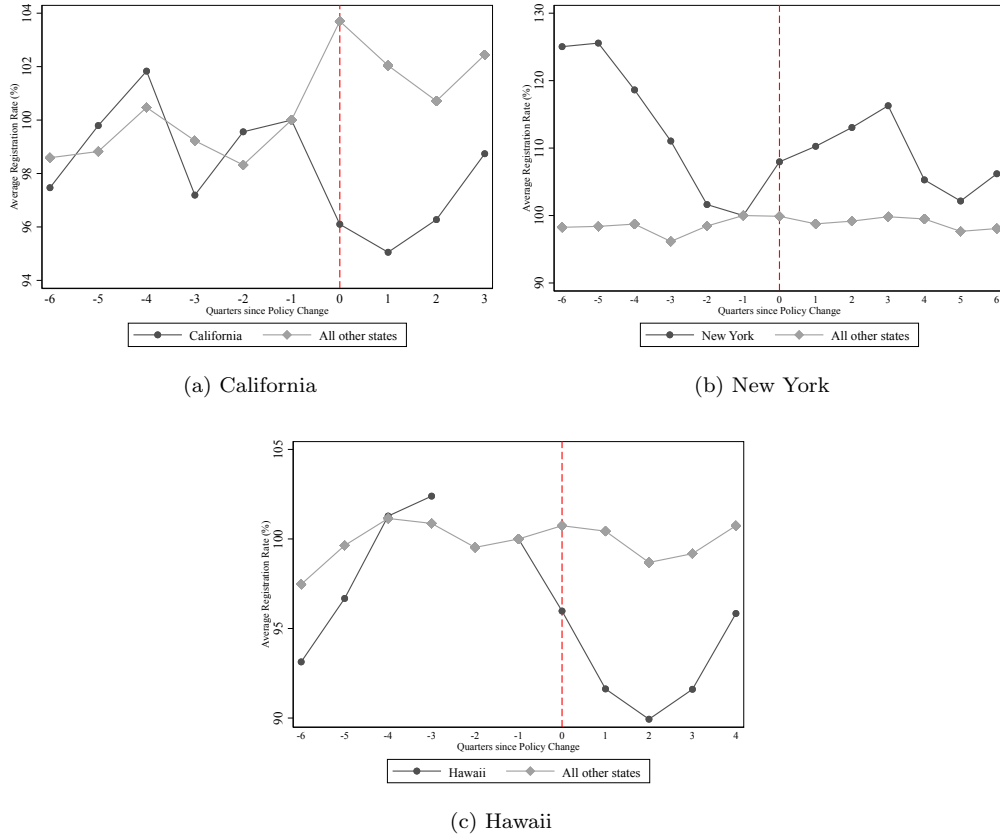 Average Registration Rate (%)
94 96 98 100 102 104
-6 -5 -4 -3 -2 -1 0 1 2 3
Quarters since Policy Change
California All other states
(a) California
Average Registration Rate (%)
90 100 110 120 130
-6 -5 -4 -3 -2 -1 0 1 2 3 4 5 6
Quarters since Policy Change
New York All other states
(b) New York
Average Registration Rate (%)
90 95 100 105
-6 -5 -4 -3 -2 -1 0 1 2 3 4
Quarters since Policy Change
Hawaii All other states
(c) Hawaii